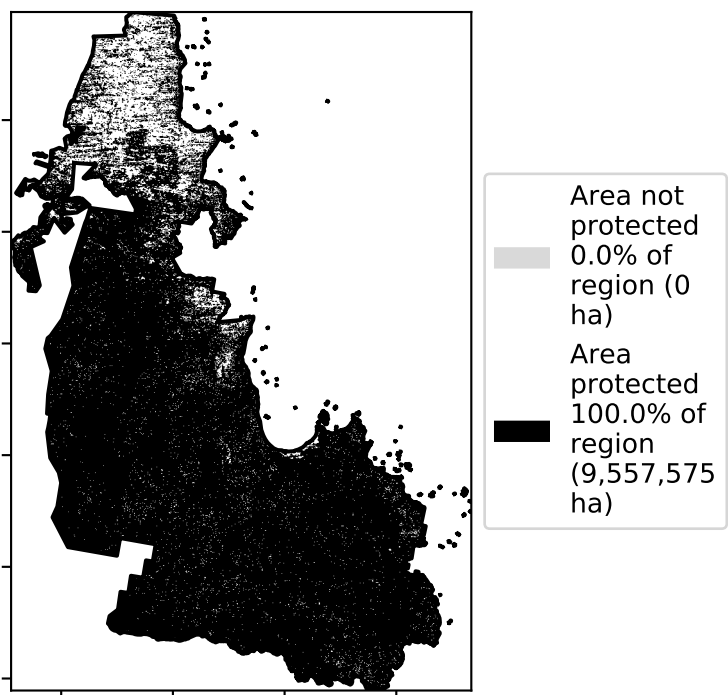 Area not
protected
0.0% of
region (0
ha)
Area
protected
100.0% of
region
(9,557,575
ha)